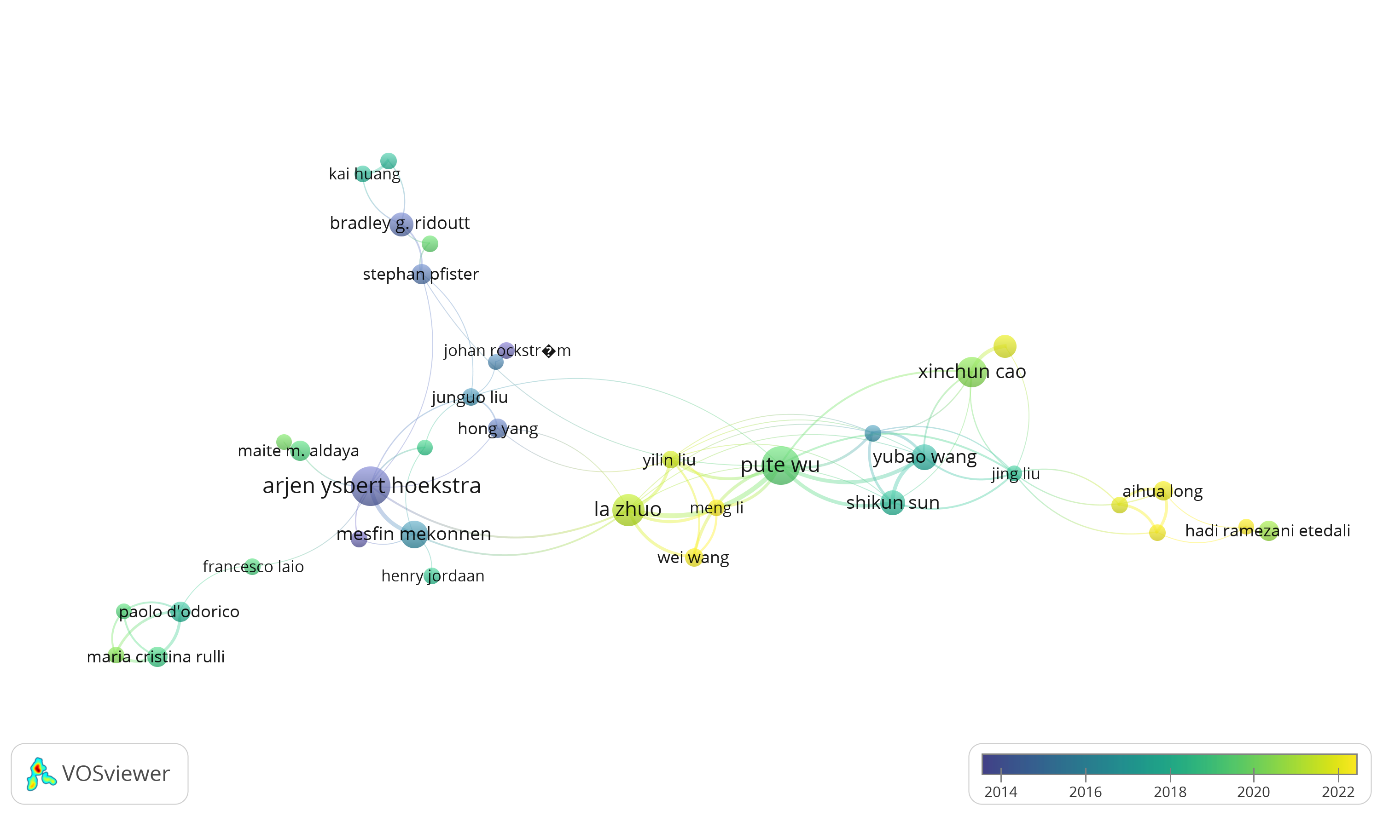 kai huang
bradley g. ridoutt
stephan pfister
johan rockstr�m
xinchun cao
junguo liu
hong yang
maite m. aldaya
yilin liu
pute wu
yubao wang
jing liu
arjen ysbert hoekstra
aihua long
shikun sun
la zhuo
meng li
mesfin mekonnen
hadi ramezani etedali
wei wang
francesco laio
henry jordaan
paolo d'odorico
maria cristina rulli
VOSviewer
2014 2016 2018 2020 2022